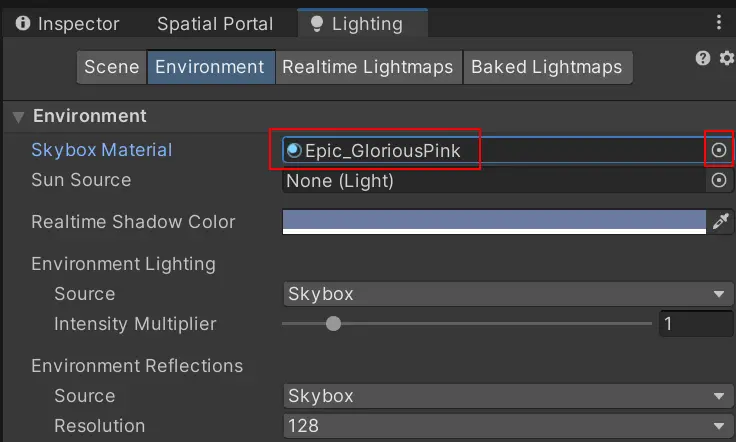 Inspector Spatial Portal Lighting
Scene Environment Realtime Lightmaps Baked Lightmaps
Environment
Skybox Material Epic_GloriousPink
Sun Source None (Light)
Realtime Shadow Color
Environment Lighting
Source Skybox
Intensity Multiplier 1
Environment Reflections
Source Skybox
Resolution 128